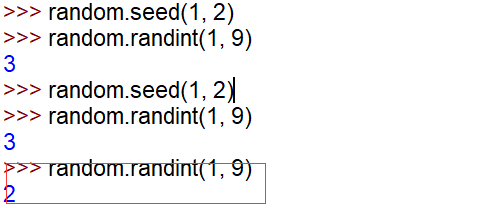 >>> random.seed(1, 2)
>>> random.randint(1, 9)
3
>>> random.seed(1, 2)
>>> random.randint(1, 9)
3
>>> random.randint(1, 9)
2